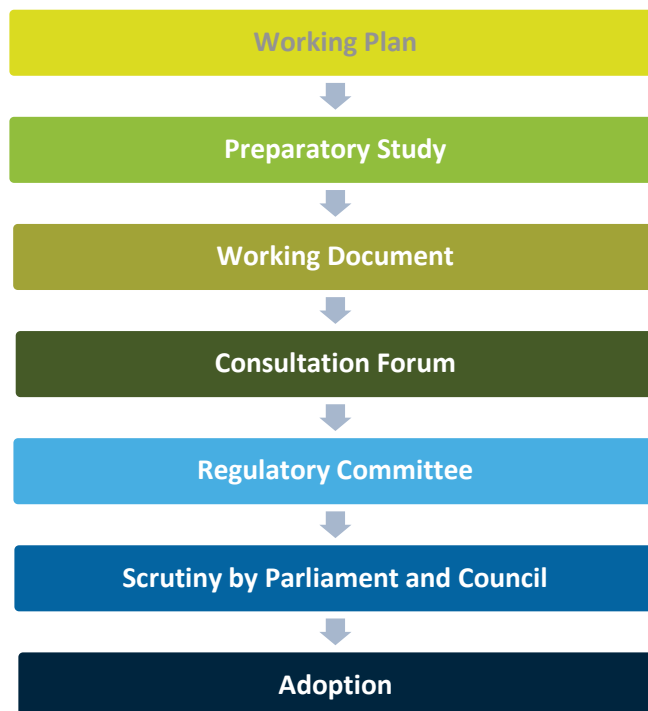 Working Plan
Preparatory Study
Working Document
Consultation Forum
Regulatory Committee
Scrutiny by Parliament and Council
Adoption